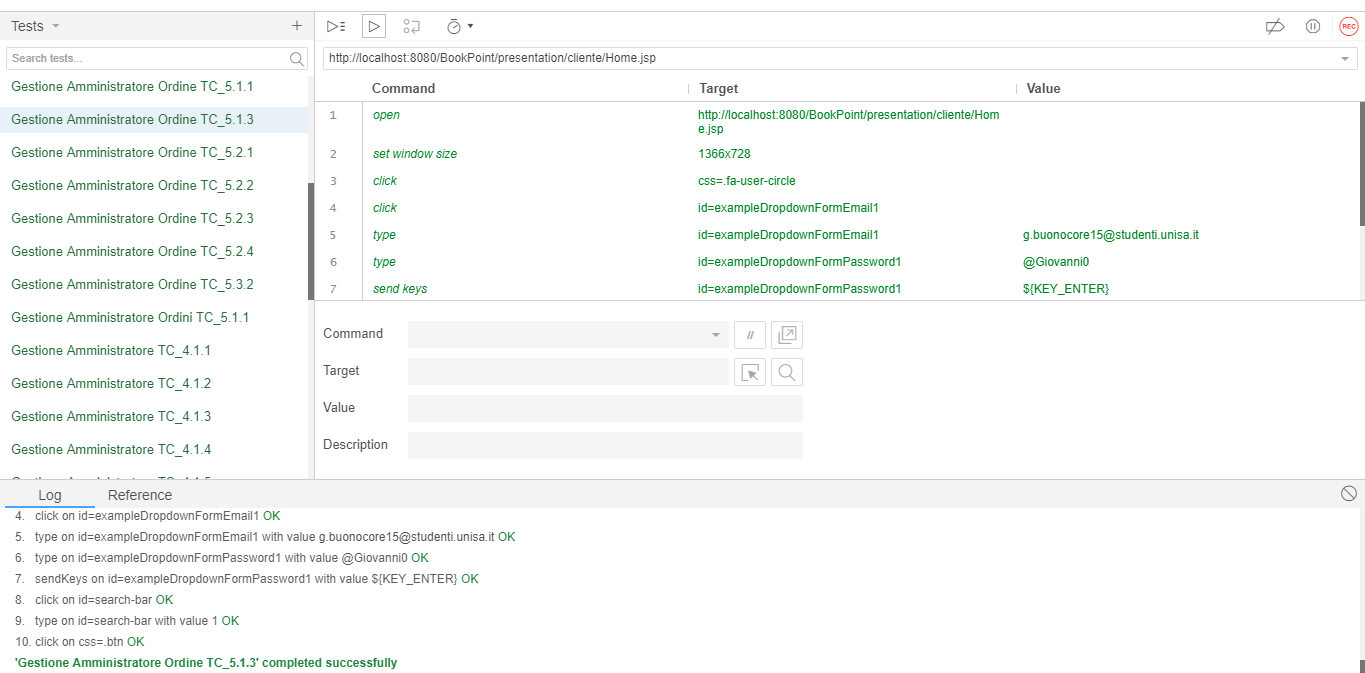 Tests
Search tests...
Gestione Amministratore Ordine TC_5.1.1
Gestione Amministratore Ordine TC_5.1.3
Gestione Amministratore Ordine TC_5.2.1
Gestione Amministratore Ordine TC_5.2.2
Gestione Amministratore Ordine TC_5.2.3
Gestione Amministratore Ordine TC_5.2.4
Gestione Amministratore Ordine TC_5.3.2
Gestione Amministratore Ordini TC_5.1.1
Gestione Amministratore TC_4.1.1
Gestione Amministratore TC_4.1.2
Gestione Amministratore TC_4.1.3
Gestione Amministratore TC_4.1.4
REC
http://localhost:8080/BookPoint/presentation/cliente/Home.jsp
Command Target Value
1 open http://localhost:8080/BookPoint/presentation/cliente/Hom
e.jsp
2 set window size 1366x728
3 click css=.fa-user-circle
4 click id=exampleDropdownFormEmail1
5 type id=exampleDropdownFormEmail1 g.buonocore15@studenti.unisa.it
6 type id=exampleDropdownFormPassword1 @Giovanni0
7 send keys id=exampleDropdownFormPassword1 ${KEY_ENTER}
Command //
Target
Value
Description
Log Reference
4. click on id=exampleDropdownFormEmail1 OK
5. type on id=exampleDropdownFormEmail1 with value g.buonocore15@studenti.unisa.it OK
6. type on id=exampleDropdownFormPassword1 with value @Giovanni0 OK
7. sendKeys on id=exampleDropdownFormPassword1 with value ${KEY_ENTER} OK
8. click on id=search-bar OK
9. type on id=search-bar with value 1 OK
10. click on css=.btn OK
'Gestione Amministratore Ordine TC_5.1.3' completed successfully